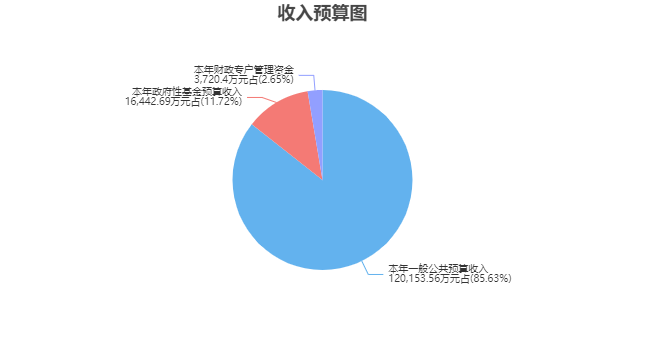 收入预算图
本年财政专户管理资金
3,720.4万元占(2.65%)
本年政府性基金预算收入
16,442.69万元占(11.72%)
本年一般公共预算收入
120,153.56万元占(85.63%)